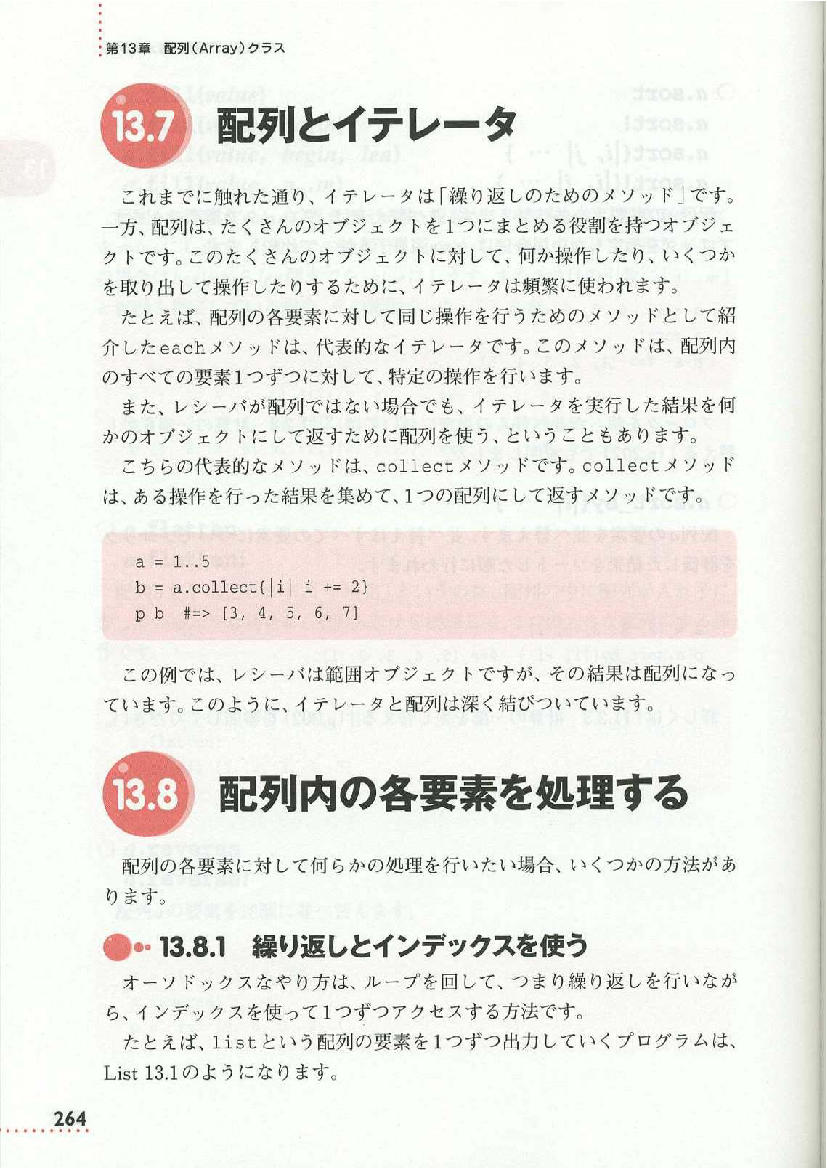 第13章 配列(Array)クラス
13.7 配列とイテレータ
これまでに触れた通り、イテレータは「繰り返しのためのメソッド」です。
一方、配列は、たくさんのオブジェクトを1つにまとめる役割を持つオブジェ
クトです。このたくさんのオブジェクトに対して、何か操作したり、いくつか
を取り出して操作したりするために、イテレータは頻繁に使われます。
たとえば、配列の各要素に対して同じ操作を行うためのメソッドとして紹
介したeachメソッドは、代表的なイテレータです。このメソッドは、配列内
のすべての要素1つずつに対して、特定の操作を行います。
また、レシーバが配列ではない場合でも、イテレータを実行した結果を何
かのオブジェクトにして返すために配列を使う、ということもあります。
こちらの代表的なメソッドは、collectメソッドです。collectメソッド
は、ある操作を行った結果を集めて、1つの配列にして返すメソッドです。
a = 1..5
b = a.collect{|i| i += 2}
p b #=> [3, 4, 5, 6, 7]
この例では、レシーバは範囲オブジェクトですが、その結果は配列になっ
ています。このように、イテレータと配列は深く結びついています。
13.8 配列内の各要素を処理する
配列の各要素に対して何らかの処理を行いたい場合、いくつかの方法があ
ります。
13.8.1 繰り返しとインデックスを使う
オーソドックスなやり方は、ループを回して、つまり繰り返しを行いなが
ら、インデックスを使って1つずつアクセスする方法です。
たとえば、listという配列の要素を1つずつ出力していくプログラムは、
List 13.1のようになります。
264